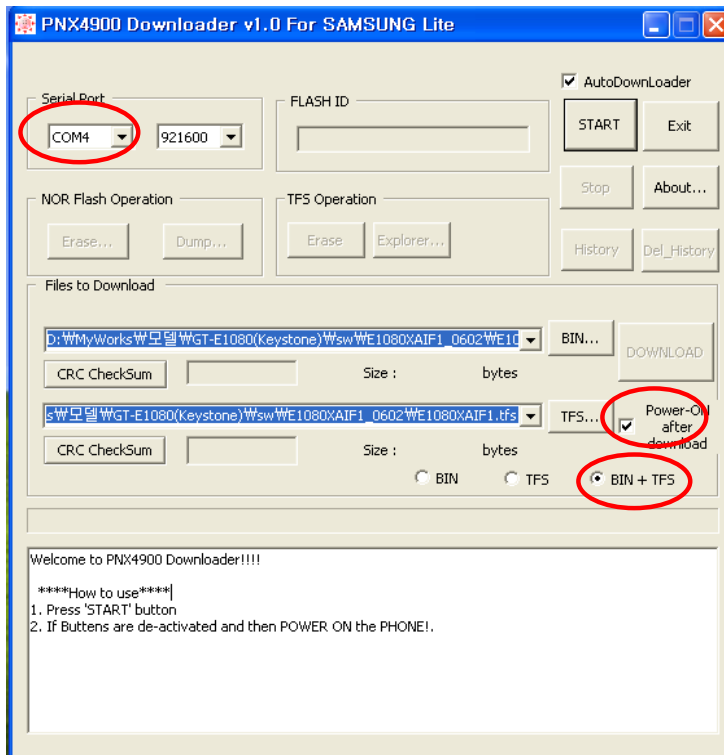 PNX4900 Downloader v1.0 For SAMSUNG Lite
AutoDownLoader
Serial Port
FLASH ID
COM4
921600
START
Exit
Stop
About...
NOR Flash Operation
TFS Operation
Erase...
Dump...
Erase
Explorer...
History
Del_History
Files to Download
D:₩MyWorks₩모델₩GT-E1080(Keystone)₩sw₩E1080XAIF1_0602₩E10
BIN...
DOWNLOAD
CRC CheckSum
Size :
bytes
s₩모델₩GT-E1080(Keystone)₩sw₩E1080XAIF1_0602₩E1080XAIF1.tfs
TFS...
Power-ON
after
download
CRC CheckSum
Size :
bytes
BIN
TFS
BIN + TFS
Welcome to PNX4900 Downloader!!!!
****How to use****
1. Press 'START' button
2. If Buttens are de-activated and then POWER ON the PHONE!.